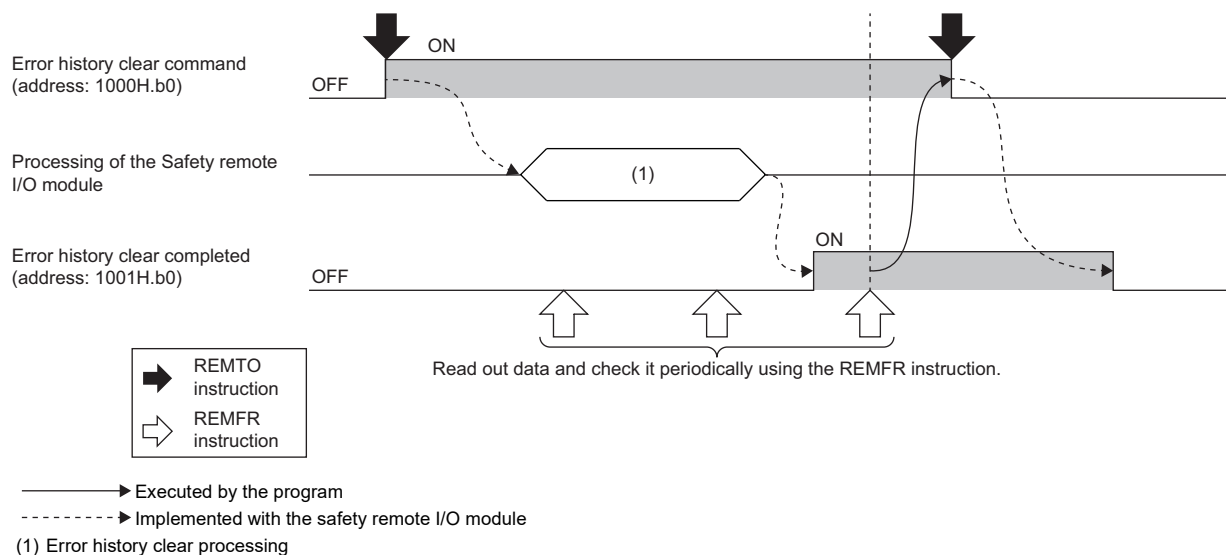 ON
Error history clear command
(address: 1000H.b0)
OFF
Processing of the Safety remote
I/O module
(1)
ON
Error history clear completed
(address: 1001H.b0)
OFF
Read out data and check it periodically using the REMFR instruction.
REMTO
instruction
REMFR
instruction
Executed by the program
Implemented with the safety remote I/O module
(1) Error history clear processing